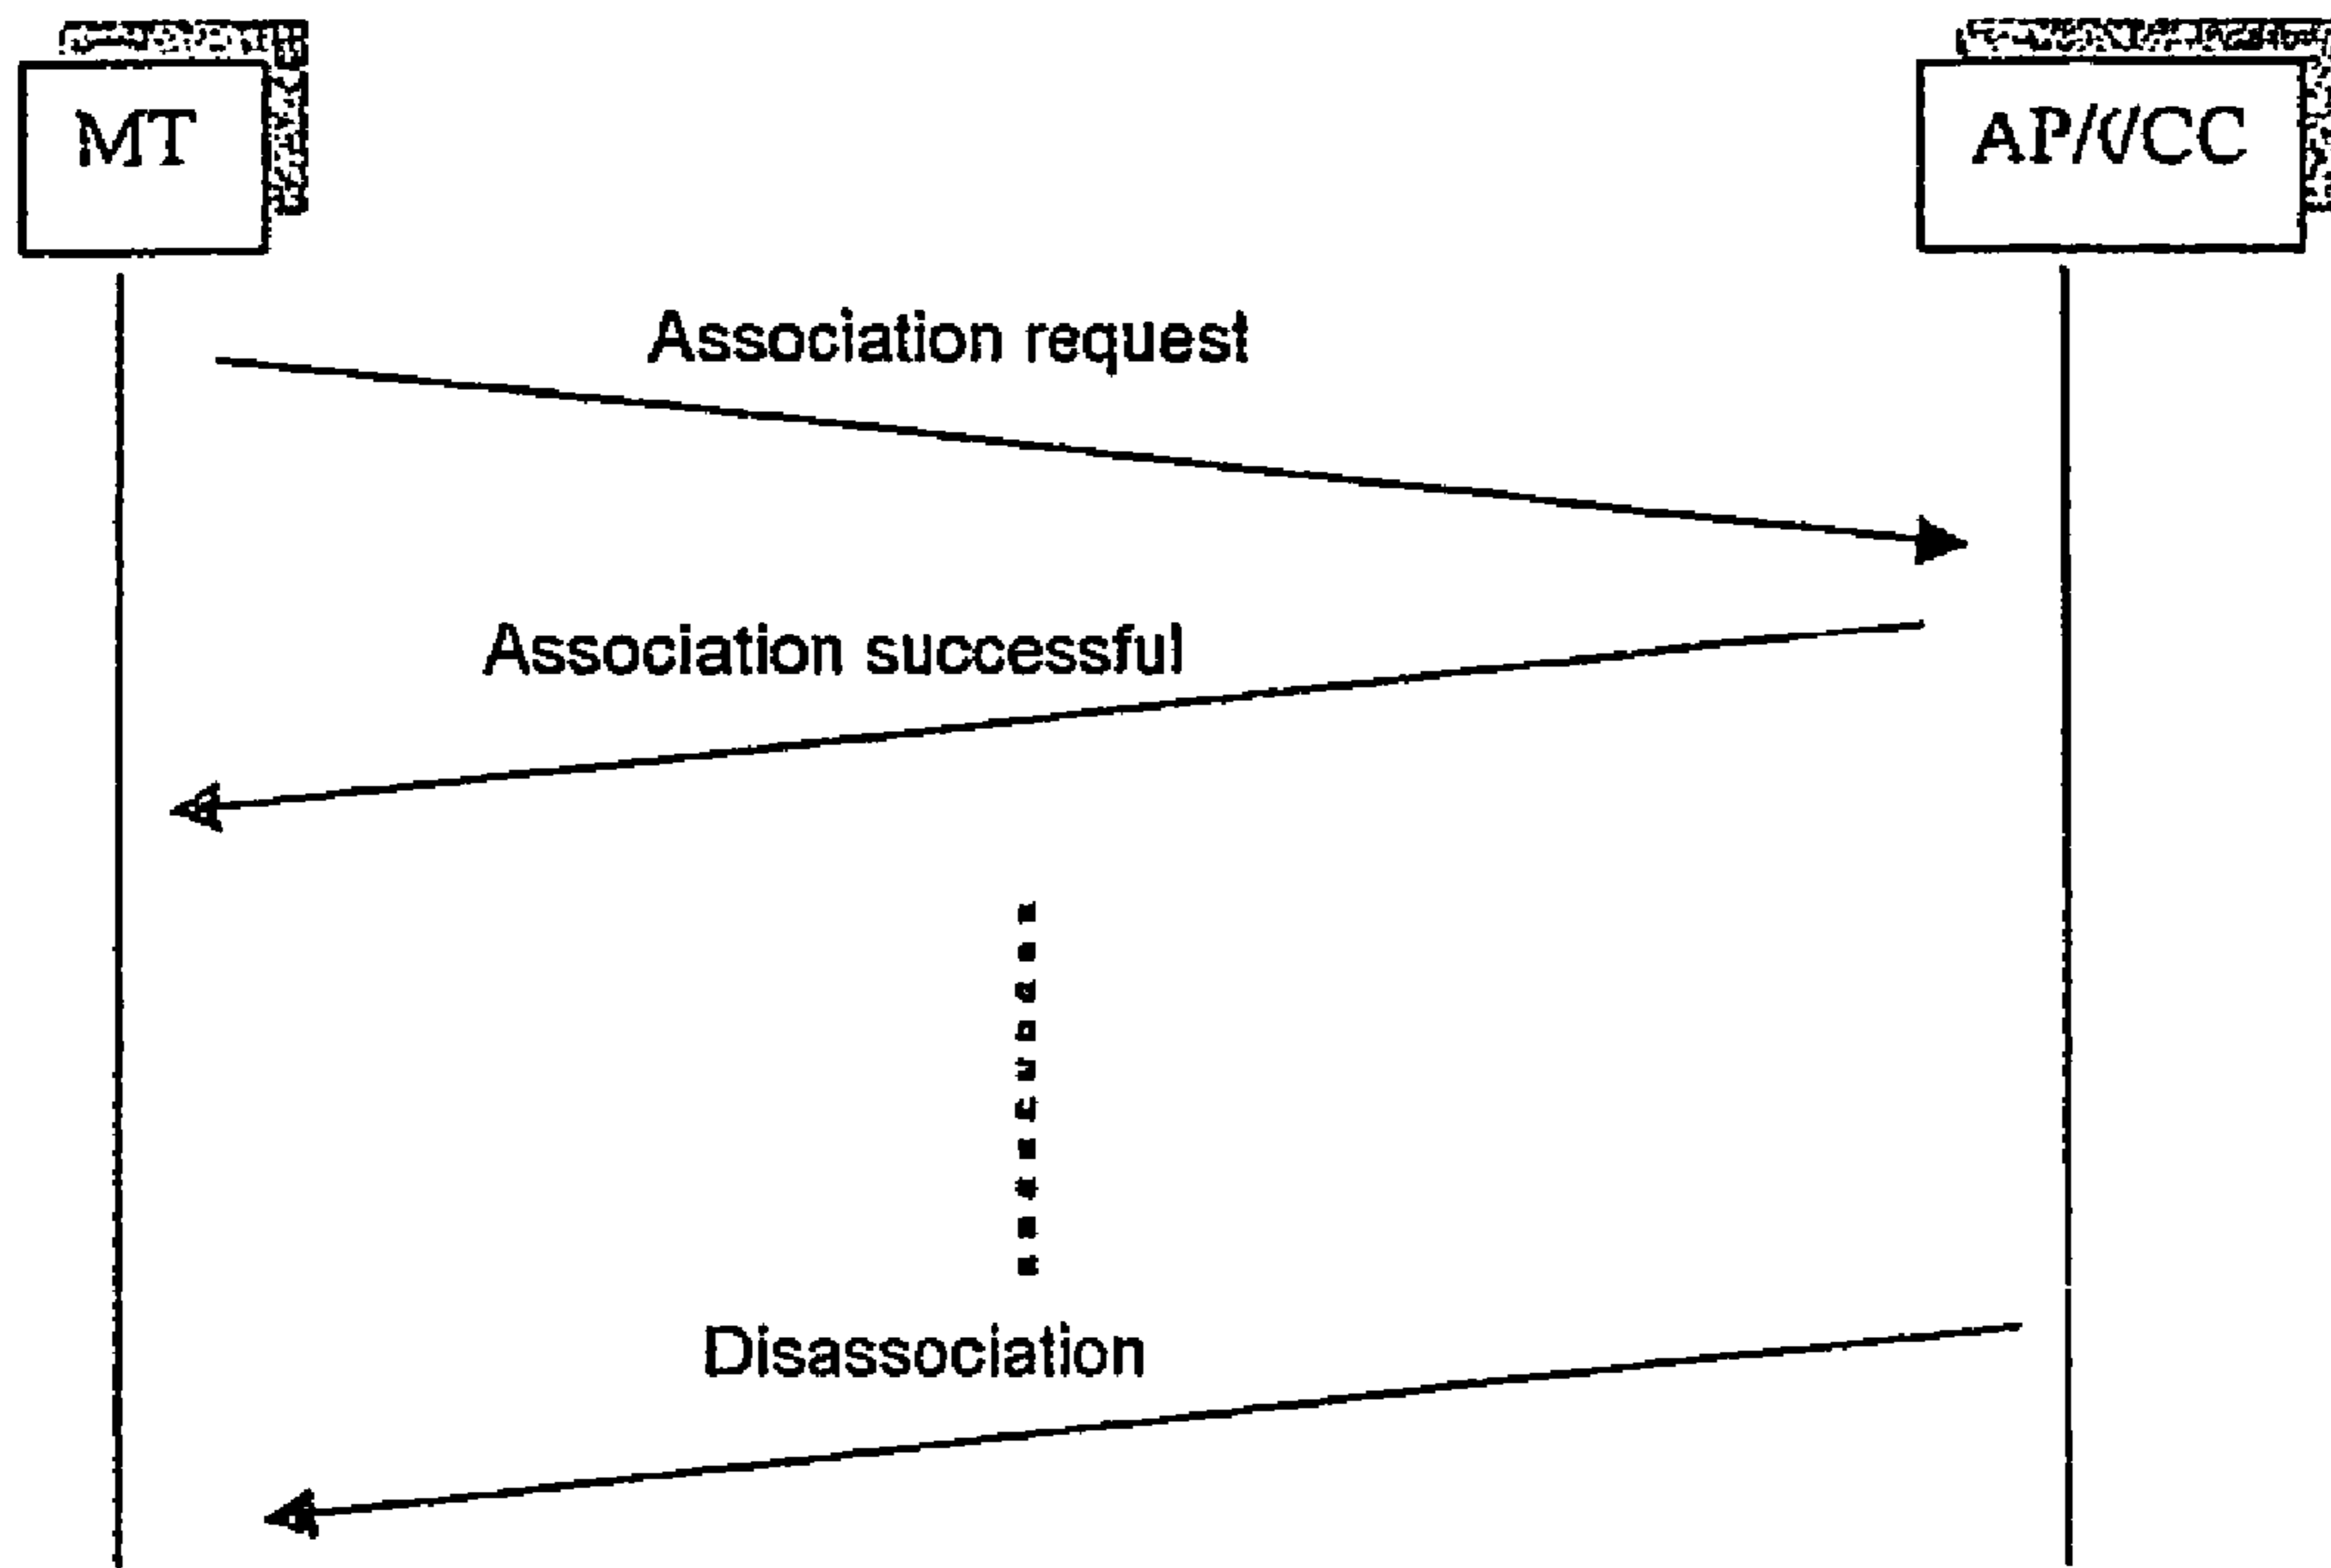 MT
AP/(/CC
Association request
Association successful
Disassociation